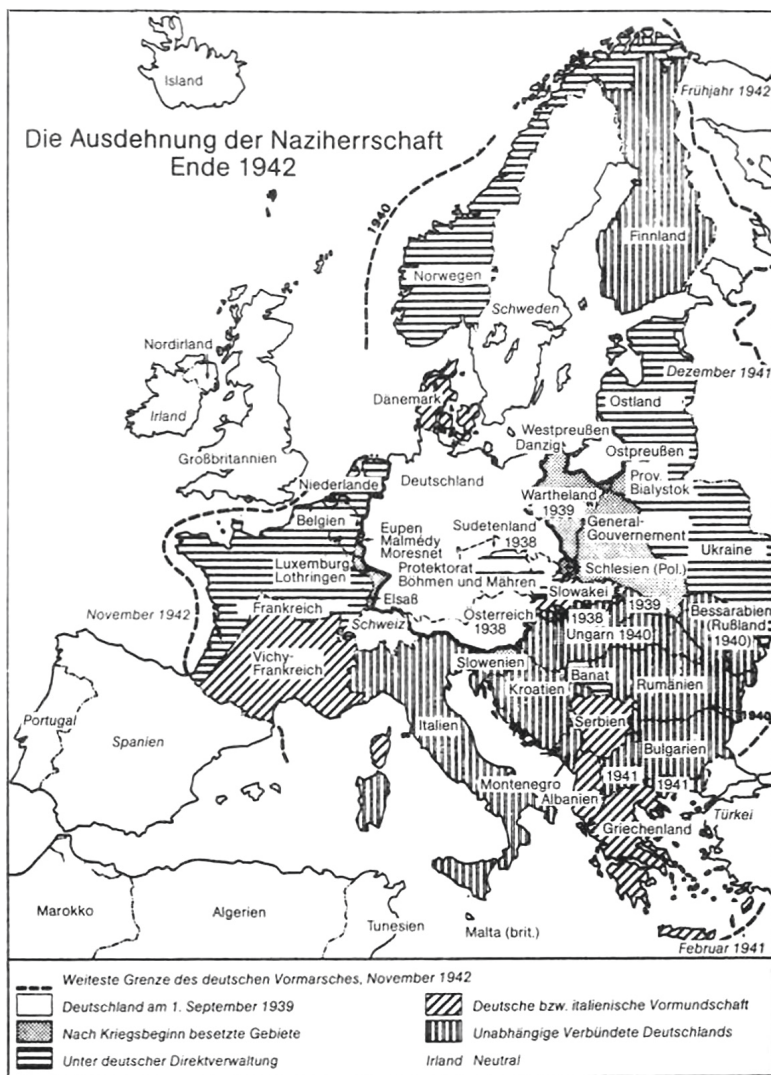 Island
Frühjahr 1942
Die Ausdehnung der Naziherrschaft
Ende 1942
1940
Finnland
Norwegen
Schweden
Nordirland
Dezember 1941
Irland
Dänemark
Ostland
Großbritannien
Westpreußen
Danzig
Ostpreußen
Niederlande
Deutschland
Prov.
Bialystok
Wartheland
1939
Belgien
General-
Gouvernement
Eupen
Malmédy
Moresnet
Sudetenland
1938
Ukraine
Luxemburg
Lothringen
Protektorat
Böhmen und Mähren
Schlesien (Pol.)
Elsaß
Slowakei
1939
November 1942
Frankreich
Schweiz
Österreich
1938
1938
Ungarn 1940
Bessarabien
(Rußland
1940)
Vichy-
Frankreich
Slowenien
Banat
Kroatien
Rumänien
Portugal
Spanien
Italien
Serbien
1940
Bulgarien
Montenegro
Albanien
1941
1941
Griechenland
Türkei
Marokko
Algerien
Tunesien
Malta (brit.)
Februar 1941
Weiteste Grenze des deutschen Vormarsches, November 1942
Deutschland am 1. September 1939
Nach Kriegsbeginn besetzte Gebiete
Unter deutscher Direktverwaltung
Deutsche bzw. italienische Vormundschaft
Unabhängige Verbündete Deutschlands
Irland Neutral